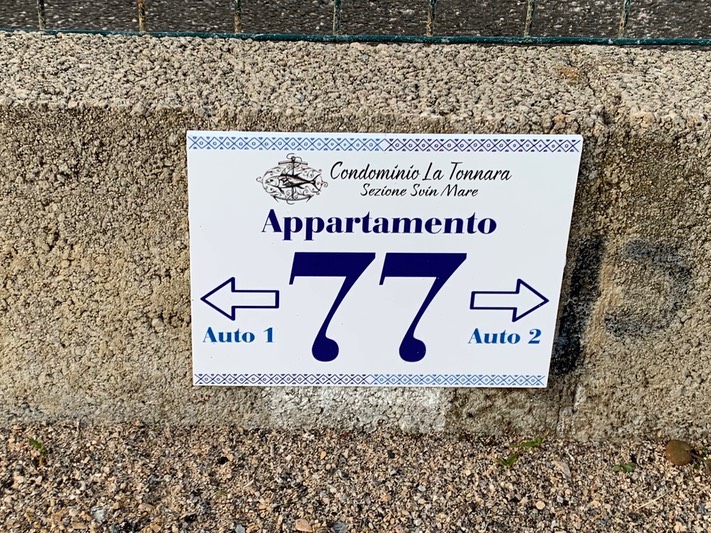 Condominio La Tonnara
Sezione Svin Mare
Appartamento
77
Auto 1
Auto 2